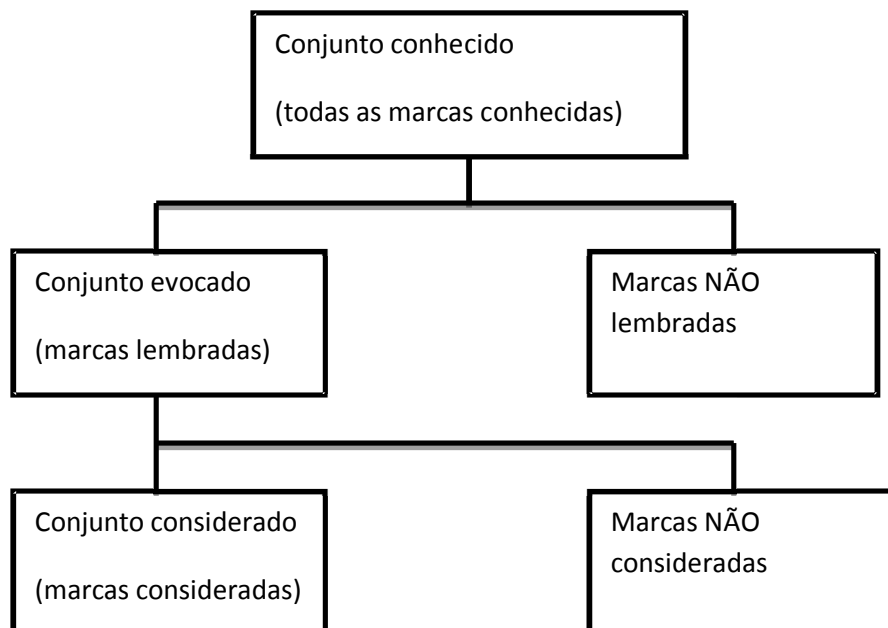 Conjunto conhecido
(todas as marcas conhecidas)
Conjunto evocado
(marcas lembradas)
Marcas NÃO
lembradas
Conjunto considerado
(marcas consideradas)
Marcas NÃO
consideradas